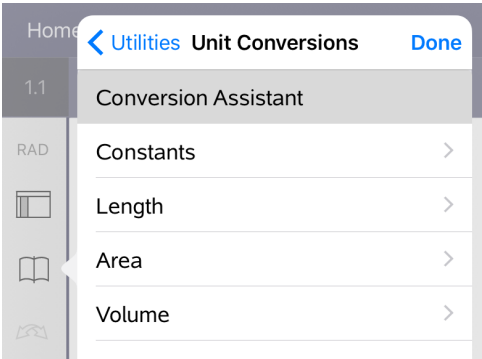 Home
Utilities Unit Conversions Done
1.1
Conversion Assistant
RAD
Constants
Length
Area
Volume